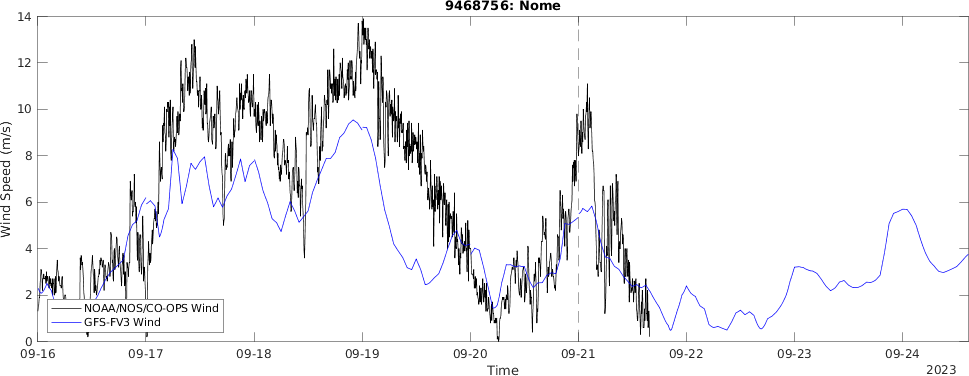 9468756: Nome
14
12
10
8
6
4
2
0
Wind Speed (m/s)
NOAA/NOS/CO-OPS Wind
GFS-FV3 Wind
09-16 09-17 09-18 09-19 09-20 09-21 09-22 09-23 09-24
Time
2023